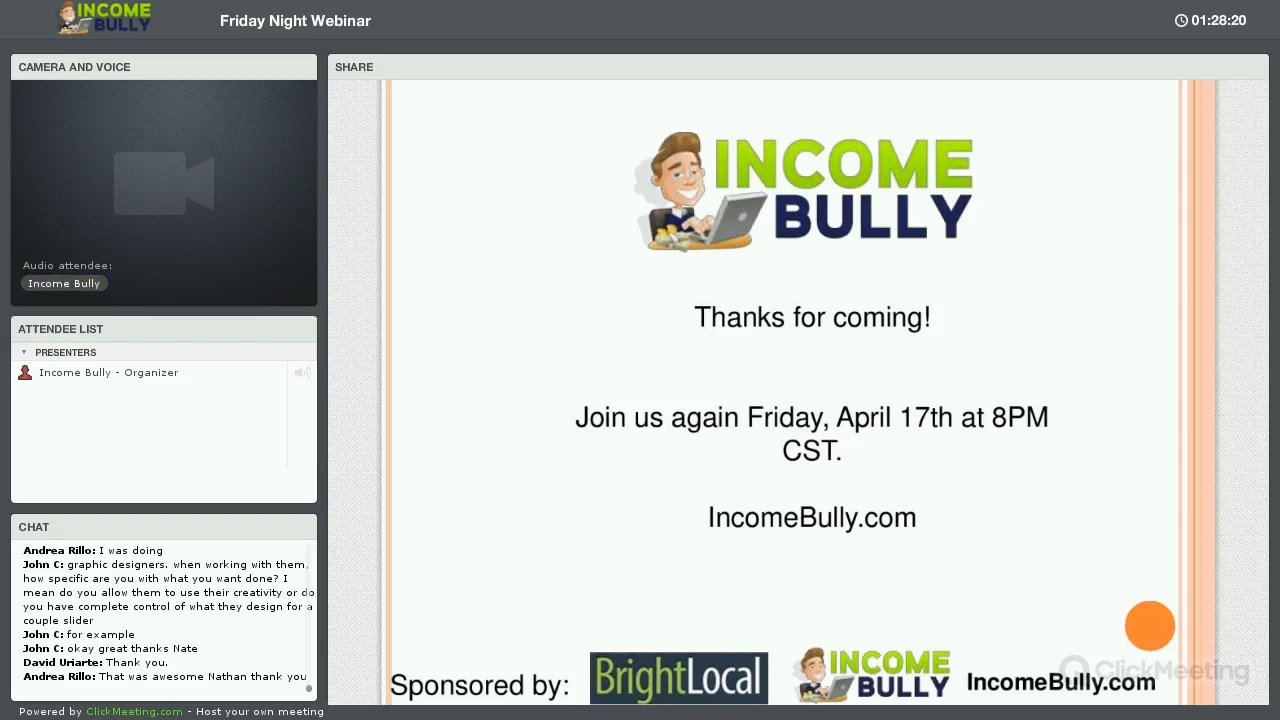 INCOME
BULLY
Friday Night Webinar
01:28:20
CAMERA AND VOICE
Audio attendee:
Income Bully
ATTENDEE LIST
PRESENTERS
Income Bully - Organizer
CHAT
Andrea Rillo: I was doing
John C: graphic designers, when working with them,
how specific are you with what you want done? I
mean do you allow them to use their creativity or do
you have complete control of what they design for a
couple slider
John C: for example
John C: okay great thanks Nate
David Uriarte: Thank you.
Andrea Rillo: That was awesome Nathan thank you
Powered by ClickMeeting.com - Host your own meeting
SHARE
INCOME
BULLY
Thanks for coming!
Join us again Friday, April 17th at 8PM
CST.
IncomeBully.com
Sponsored by:
BrightLocal
INCOME
BULLY
IncomeBully.com
ClickMeeting